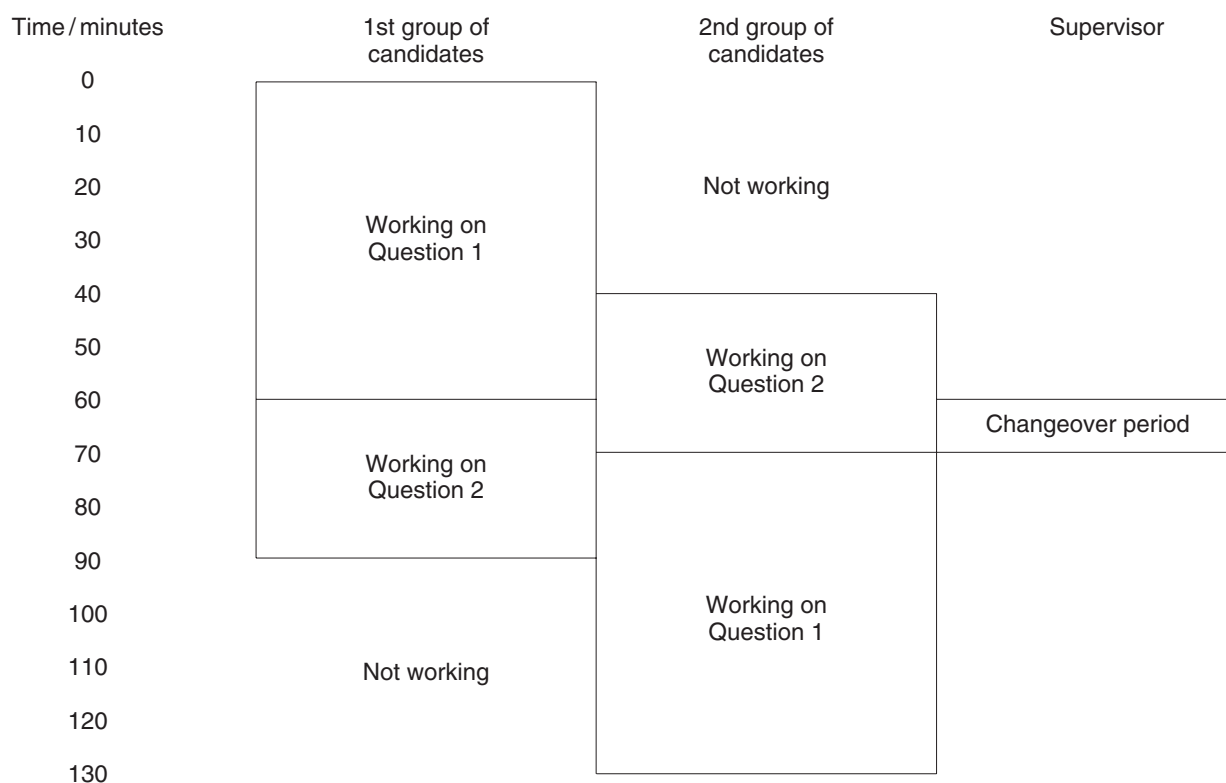 Time / minutes
1st group of
candidates
2nd group of
candidates
Supervisor
0
10
20
30
40
50
60
70
80
90
100
110
120
130
Working on
Question 1
Working on
Question 2
Not working
Not working
Working on
Question 2
Working on
Question 1
Changeover period